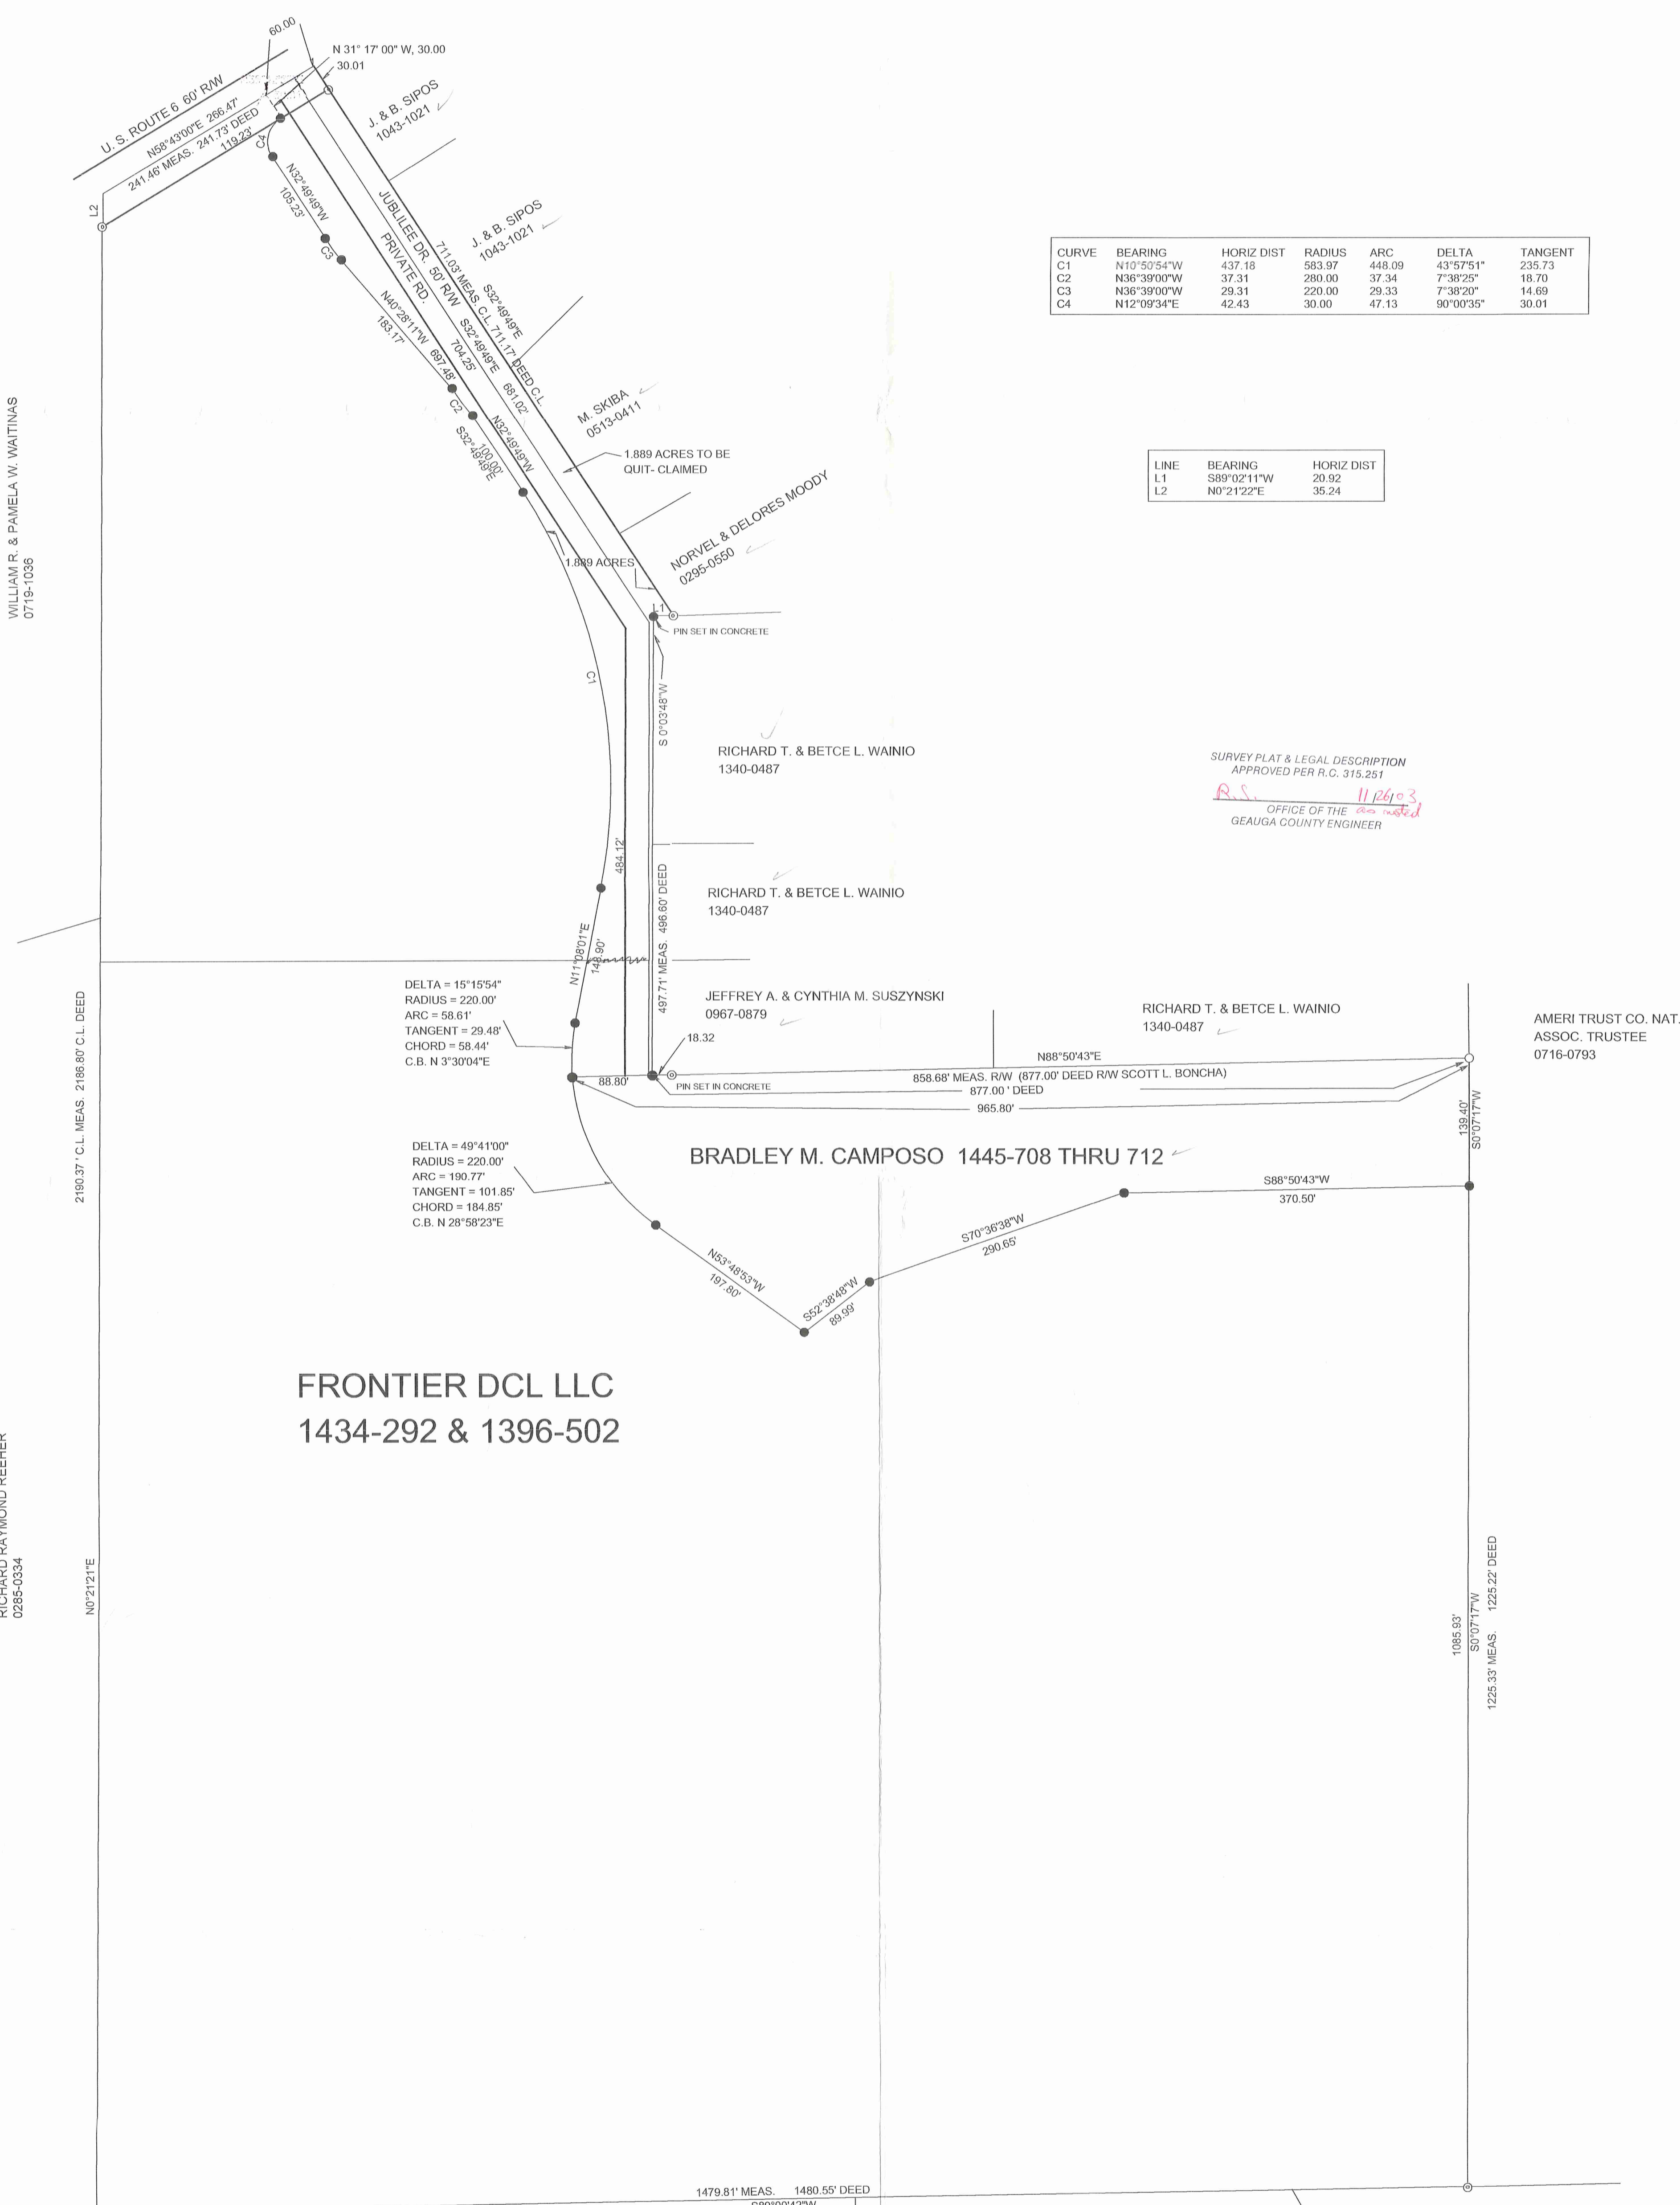 60.00
N 31° 17' 00" W, 30.00
30.01
U. S. ROUTE 6 60' R/W
N58°43'00"E 266.47'
241.46' MEAS. 241.73' DEED
119.23'
C4
L2
J. & B. SIPOS
1043-1021
N32°49'49"W
105.23'
C3
JUBLILEE DR. 50' R/W S32°49'49"E 681.02'
PRIVATE RD.
704.25'
711.03' MEAS. C.L. 711.17' DEED C.L.
S32°49'49"E
J. & B. SIPOS
1043-1021
N40°28'11"W 697.48'
183.17'
C2
N32°49'49"W
S32°49'49"E
100.00'
M. SKIBA
0513-0411
1.889 ACRES TO BE
QUIT- CLAIMED
NORVEL & DELORES MOODY
0295-0550
1.889 ACRES
L1
PIN SET IN CONCRETE
CURVE BEARING HORIZ DIST RADIUS ARC DELTA TANGENT
C1 N10°50'54"W 437.18 583.97 448.09 43°57'51" 235.73
C2 N36°39'00"W 37.31 280.00 37.34 7°38'25" 18.70
C3 N36°39'00"W 29.31 220.00 29.33 7°38'20" 14.69
C4 N12°09'34"E 42.43 30.00 47.13 90°00'35" 30.01
LINE BEARING HORIZ DIST
L1 S89°02'11"W 20.92
L2 N0°21'22"E 35.24
WILLIAM R. & PAMELA W. WAITINAS
0719-1036
C1
S 0°03'48"W
RICHARD T. & BETCE L. WAINIO
1340-0487
SURVEY PLAT & LEGAL DESCRIPTION
APPROVED PER R.C. 315.251
R.S. 11/26/03
OFFICE OF THE as noted
GEAUGA COUNTY ENGINEER
484.12'
RICHARD T. & BETCE L. WAINIO
1340-0487
497.71' MEAS. 496.60' DEED
N11°08'01"E
148.90'
DELTA = 15°15'54"
RADIUS = 220.00'
ARC = 58.61'
TANGENT = 29.48'
CHORD = 58.44'
C.B. N 3°30'04"E
JEFFREY A. & CYNTHIA M. SUSZYNSKI
0967-0879
RICHARD T. & BETCE L. WAINIO
1340-0487
AMERI TRUST CO. NAT.
ASSOC. TRUSTEE
0716-0793
18.32
N88°50'43"E
88.80'
PIN SET IN CONCRETE
858.68' MEAS. R/W (877.00' DEED R/W SCOTT L. BONCHA)
877.00 ' DEED
965.80'
139.40'
S0°07'17"W
2190.37 ' C.L. MEAS. 2186.80' C.L. DEED
DELTA = 49°41'00"
RADIUS = 220.00'
ARC = 190.77'
TANGENT = 101.85'
CHORD = 184.85'
C.B. N 28°58'23"E
BRADLEY M. CAMPOSO 1445-708 THRU 712
S88°50'43"W
370.50'
S70°36'38"W
290.65'
N53°48'53"W
197.80'
S52°38'48"W
89.99'
FRONTIER DCL LLC
1434-292 & 1396-502
RICHARD RAYMOND REEHER
0285-0334
N0°21'21"E
1085.93'
S0°07'17"W
1225.33' MEAS. 1225.22' DEED
1479.81' MEAS. 1480.55' DEED